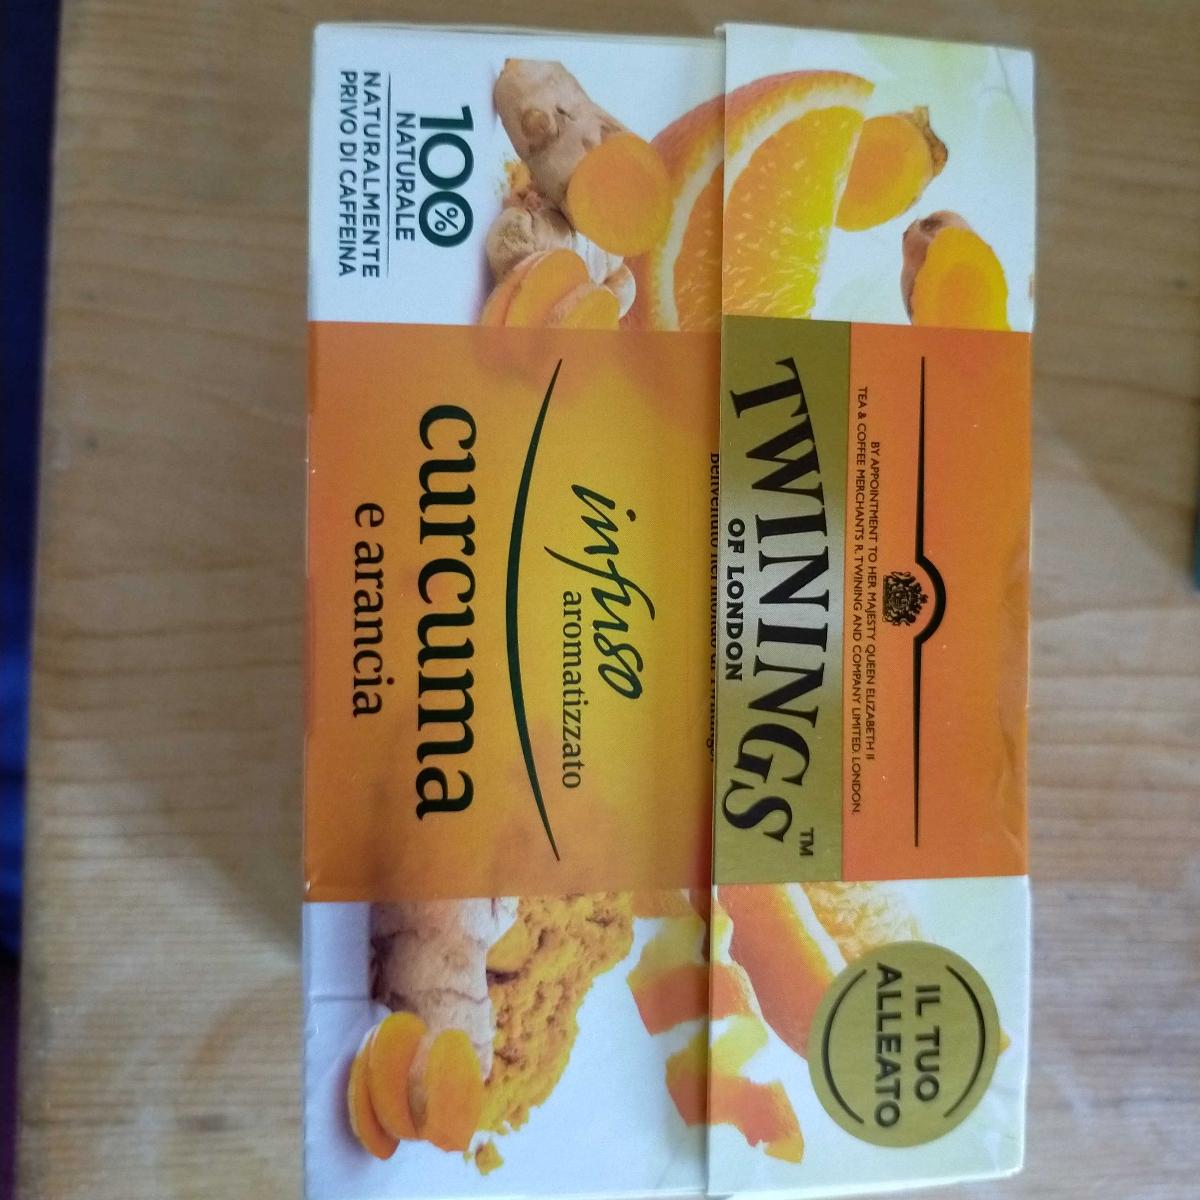 BY APPOINTMENT TO HER MAJESTY QUEEN ELIZABETH II
TEA & COFFEE MERCHANTS R. TWINING AND COMPANY LIMITED. LONDON.
TWININGS™
OF LONDON
IL TUO
ALLEATO
infuso
aromatizzato
curcuma
e arancia
100%
NATURALE
NATURALMENTE
PRIVO DI CAFFEINA